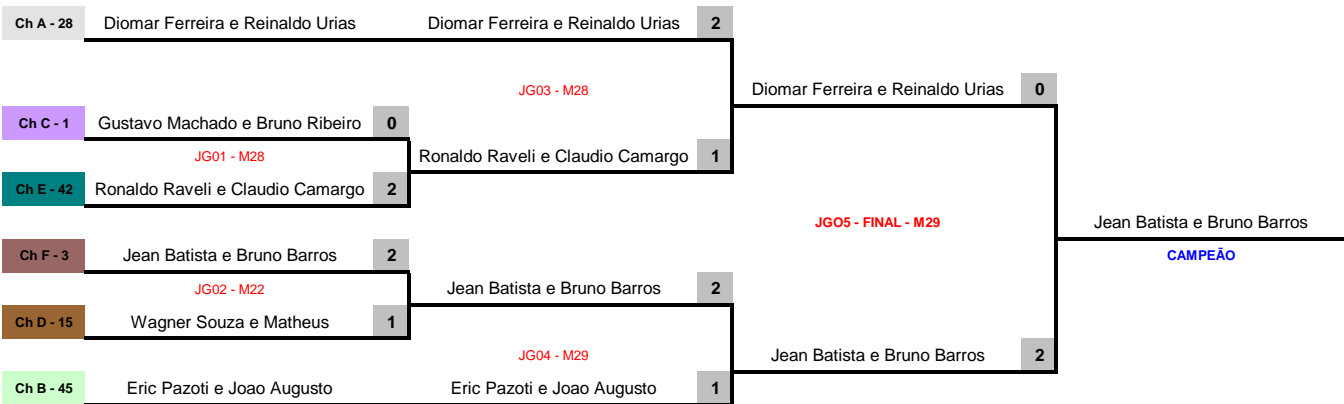 Ch A - 28 Diomar Ferreira e Reinaldo Urias Diomar Ferreira e Reinaldo Urias 2
JG03 - M28 Diomar Ferreira e Reinaldo Urias 0
Ch C - 1 Gustavo Machado e Bruno Ribeiro 0
JG01 - M28 Ronaldo Raveli e Claudio Camargo 1
Ch E - 42 Ronaldo Raveli e Claudio Camargo 2
JGO5 - FINAL - M29 Jean Batista e Bruno Barros
Ch F - 3 Jean Batista e Bruno Barros 2 CAMPEÃO
JG02 - M22 Jean Batista e Bruno Barros 2
Ch D - 15 Wagner Souza e Matheus 1
JG04 - M29 Jean Batista e Bruno Barros 2
Ch B - 45 Eric Pazoti e Joao Augusto Eric Pazoti e Joao Augusto 1